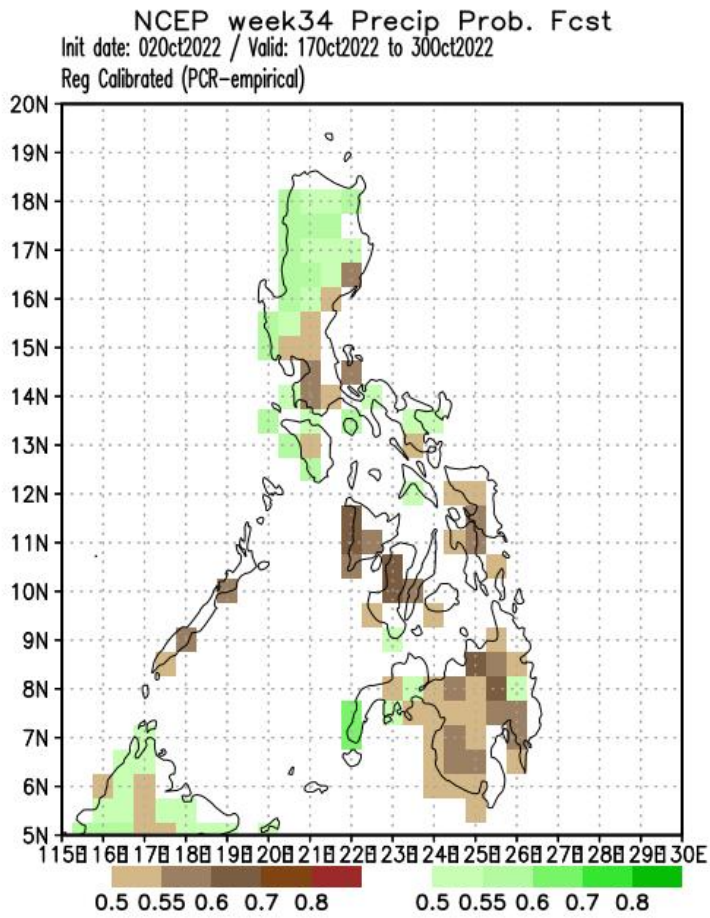 NCEP week34 Precip Prob. Fcst
Init date: 02Oct2022 / Valid: 17Oct2022 to 30Oct2022
Reg Calibrated (PCR-empirical)
20N
19N
18N
17N
16N
15N
14N
13N
12N
11N
10N
9N
8N
7N
6N
5N
115E 116E 117E 118E 119E 120E 121E 122E 123E 124E 125E 126E 127E 128E 129E 130E
0.5 0.55 0.6 0.7 0.8 0.5 0.55 0.6 0.7 0.8